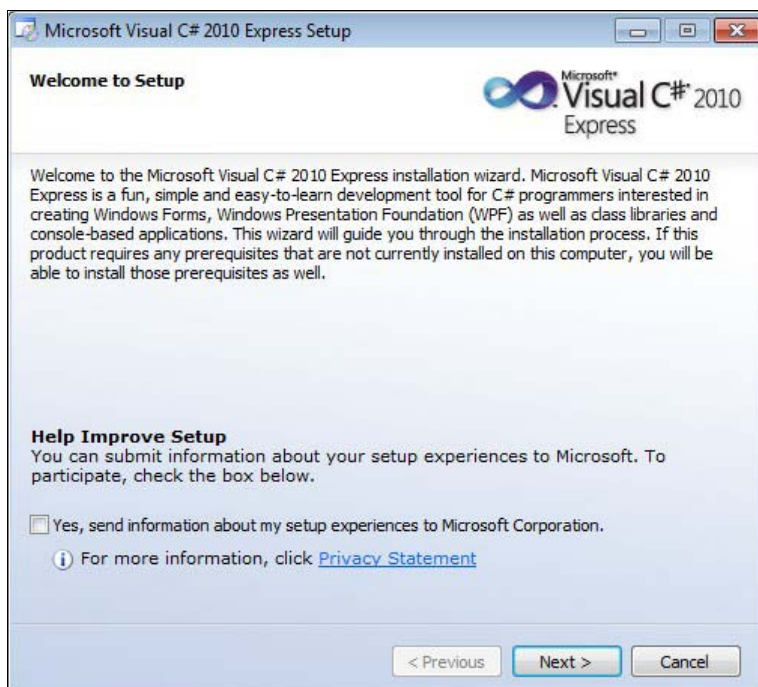 Microsoft Visual C# 2010 Express Setup
Welcome to Setup
Microsoft®
Visual C#® 2010
Express
Welcome to the Microsoft Visual C# 2010 Express installation wizard. Microsoft Visual C# 2010
Express is a fun, simple and easy-to-learn development tool for C# programmers interested in
creating Windows Forms, Windows Presentation Foundation (WPF) as well as class libraries and
console-based applications. This wizard will guide you through the installation process. If this
product requires any prerequisites that are not currently installed on this computer, you will be
able to install those prerequisites as well.
Help Improve Setup
You can submit information about your setup experiences to Microsoft. To
participate, check the box below.
Yes, send information about my setup experiences to Microsoft Corporation.
For more information, click Privacy Statement
< Previous Next > Cancel